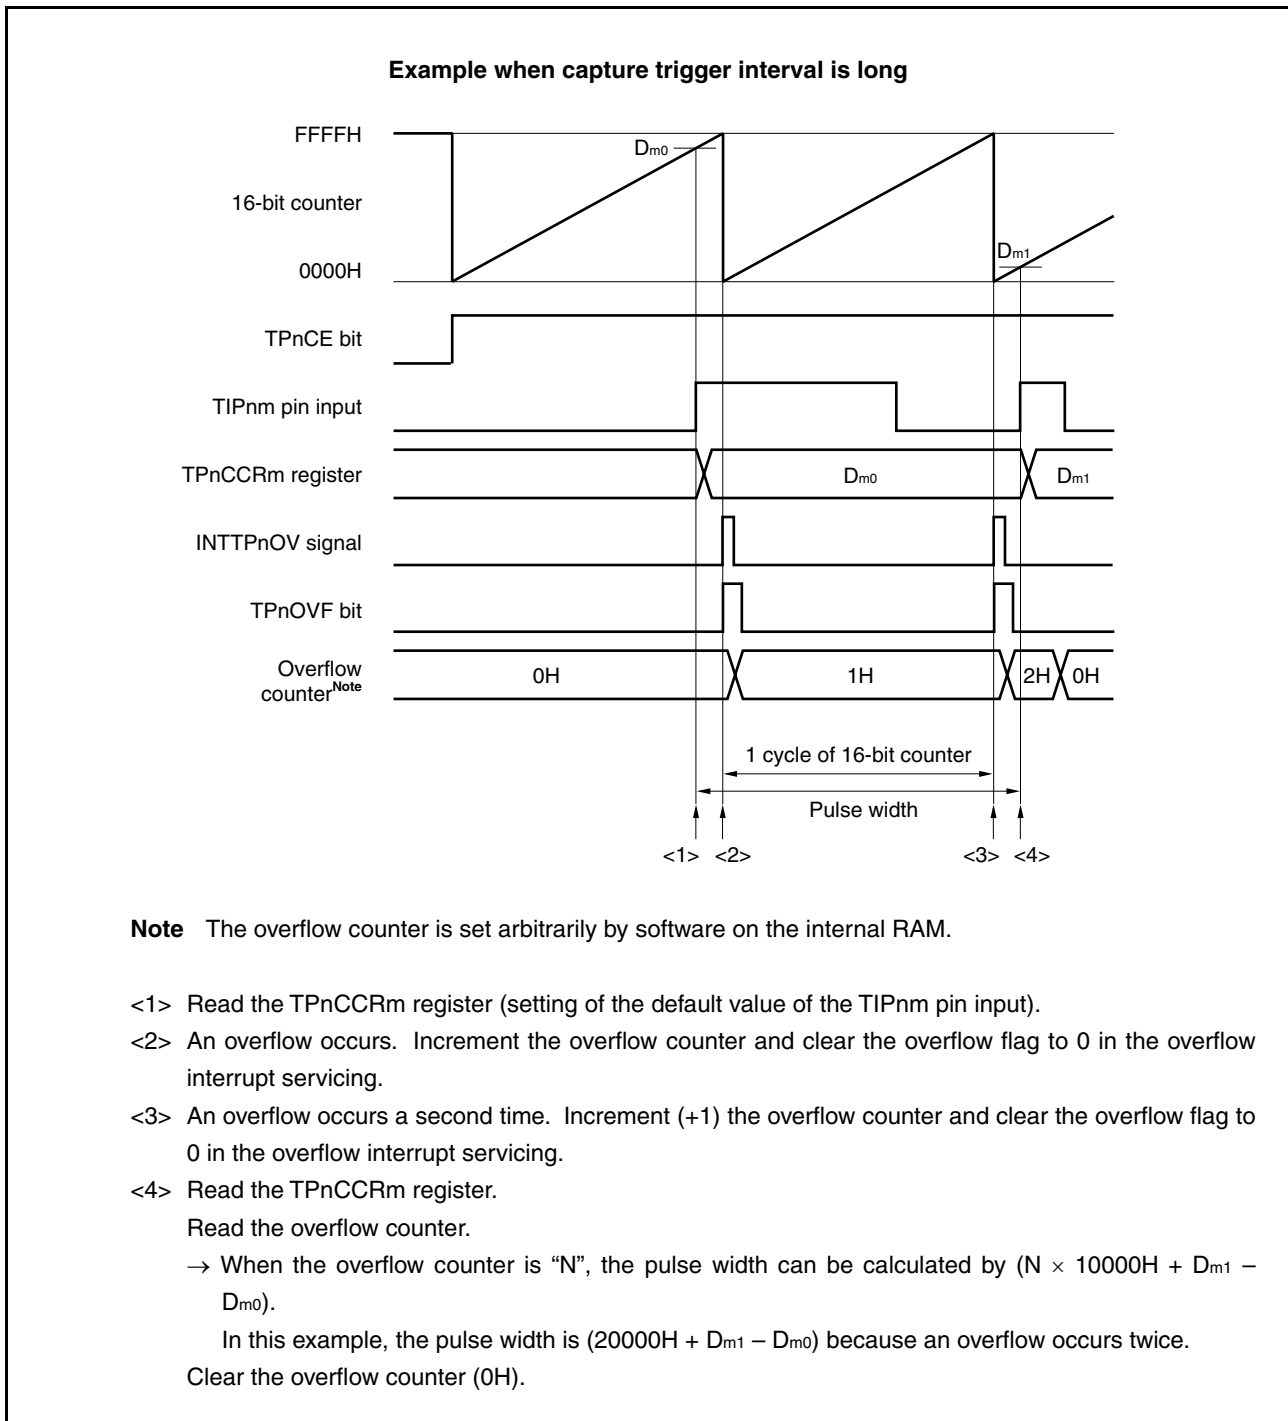 Example when capture trigger interval is long
FFFFH
Dm0
16-bit counter
Dm1
0000H
TPnCE bit
TIPnm pin input
TPnCCRm register
Dm0
Dm1
INTTPnOV signal
TPnOVF bit
Overflow
counterNote
0H
1H
2H
0H
1 cycle of 16-bit counter
Pulse width
<1> <2> <3> <4>
Note The overflow counter is set arbitrarily by software on the internal RAM.
<1> Read the TPnCCRm register (setting of the default value of the TIPnm pin input).
<2> An overflow occurs. Increment the overflow counter and clear the overflow flag to 0 in the overflow
interrupt servicing.
<3> An overflow occurs a second time. Increment (+1) the overflow counter and clear the overflow flag to
0 in the overflow interrupt servicing.
<4> Read the TPnCCRm register.
Read the overflow counter.
→ When the overflow counter is “N”, the pulse width can be calculated by (N × 10000H + Dm1 –
Dm0).
In this example, the pulse width is (20000H + Dm1 – Dm0) because an overflow occurs twice.
Clear the overflow counter (0H).